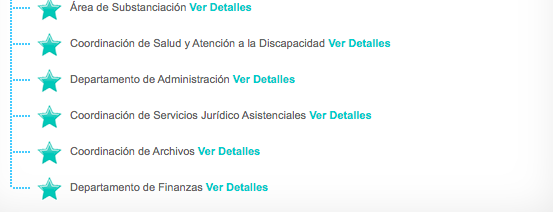 Área de Substanciación Ver Detalles
Coordinación de Salud y Atención a la Discapacidad Ver Detalles
Departamento de Administración Ver Detalles
Coordinación de Servicios Jurídico Asistenciales Ver Detalles
Coordinación de Archivos Ver Detalles
Departamento de Finanzas Ver Detalles